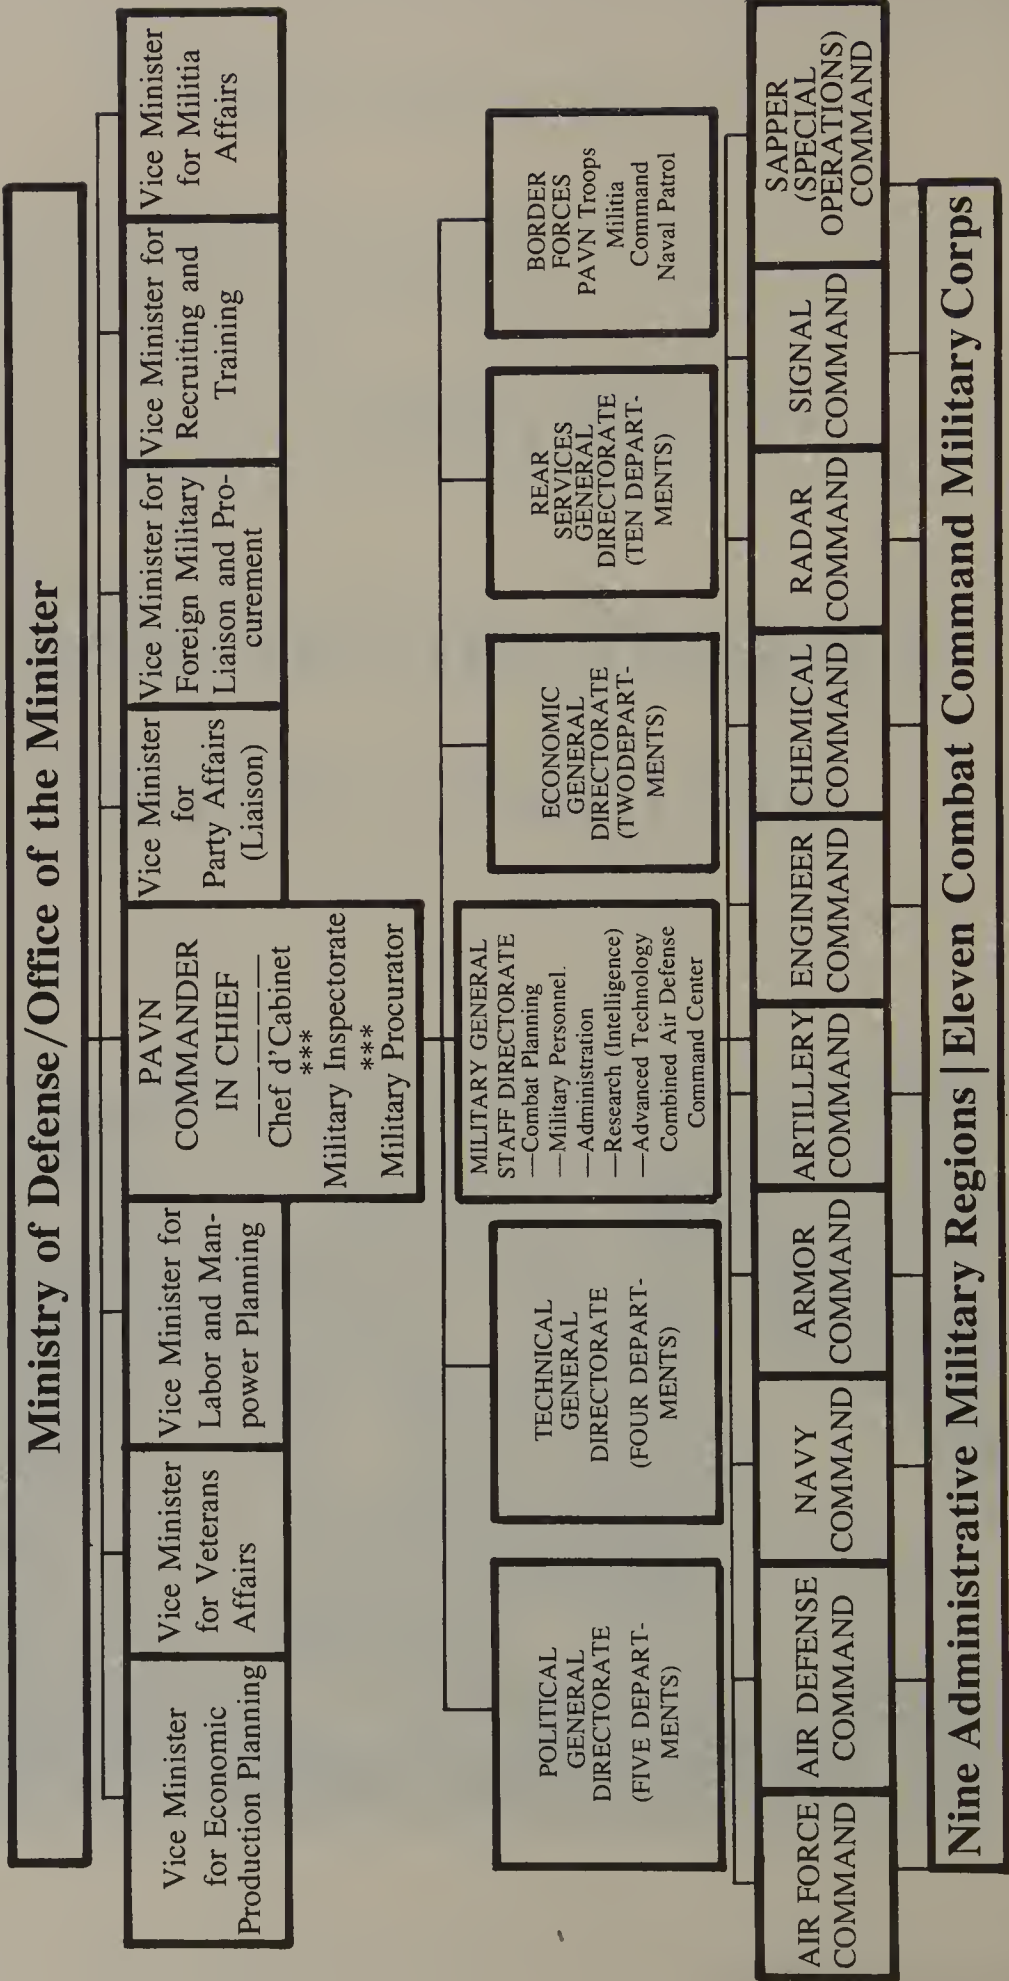 Ministry of Defense/Office of the Minister
Vice Minister
for Economic
Production Planning
Vice Minister
for Veterans
Affairs
Vice Minister for
Labor and Man-
power Planning
PAVN
COMMANDER
IN CHIEF
—————
Chef d'Cabinet
***
Military Inspectorate
***
Military Procurator
Vice Minister
for
Party Affairs
(Liaison)
Vice Minister for
Foreign Military
Liaison and Pro-
curement
Vice Minister for
Recruiting and
Training
Vice Minister
for Militia
Affairs
POLITICAL
GENERAL
DIRECTORATE
(FIVE DEPART-
MENTS)
TECHNICAL
GENERAL
DIRECTORATE
(FOUR DEPART-
MENTS)
MILITARY GENERAL
STAFF DIRECTORATE
—Combat Planning
—Military Personnel.
—Administration
—Research (Intelligence)
—Advanced Technology
Combined Air Defense
Command Center
ECONOMIC
GENERAL
DIRECTORATE
(TWODEPART-
MENTS)
REAR
SERVICES
GENERAL
DIRECTORATE
(TEN DEPART-
MENTS)
BORDER
FORCES
PAVN Troops
Militia
Command
Naval Patrol
AIR FORCE
COMMAND
AIR DEFENSE
COMMAND
NAVY
COMMAND
ARMOR
COMMAND
ARTILLERY
COMMAND
ENGINEER
COMMAND
CHEMICAL
COMMAND
RADAR
COMMAND
SIGNAL
COMMAND
SAPPER
(SPECIAL
OPERATIONS)
COMMAND
Nine Administrative Military Regions | Eleven Combat Command Military Corps